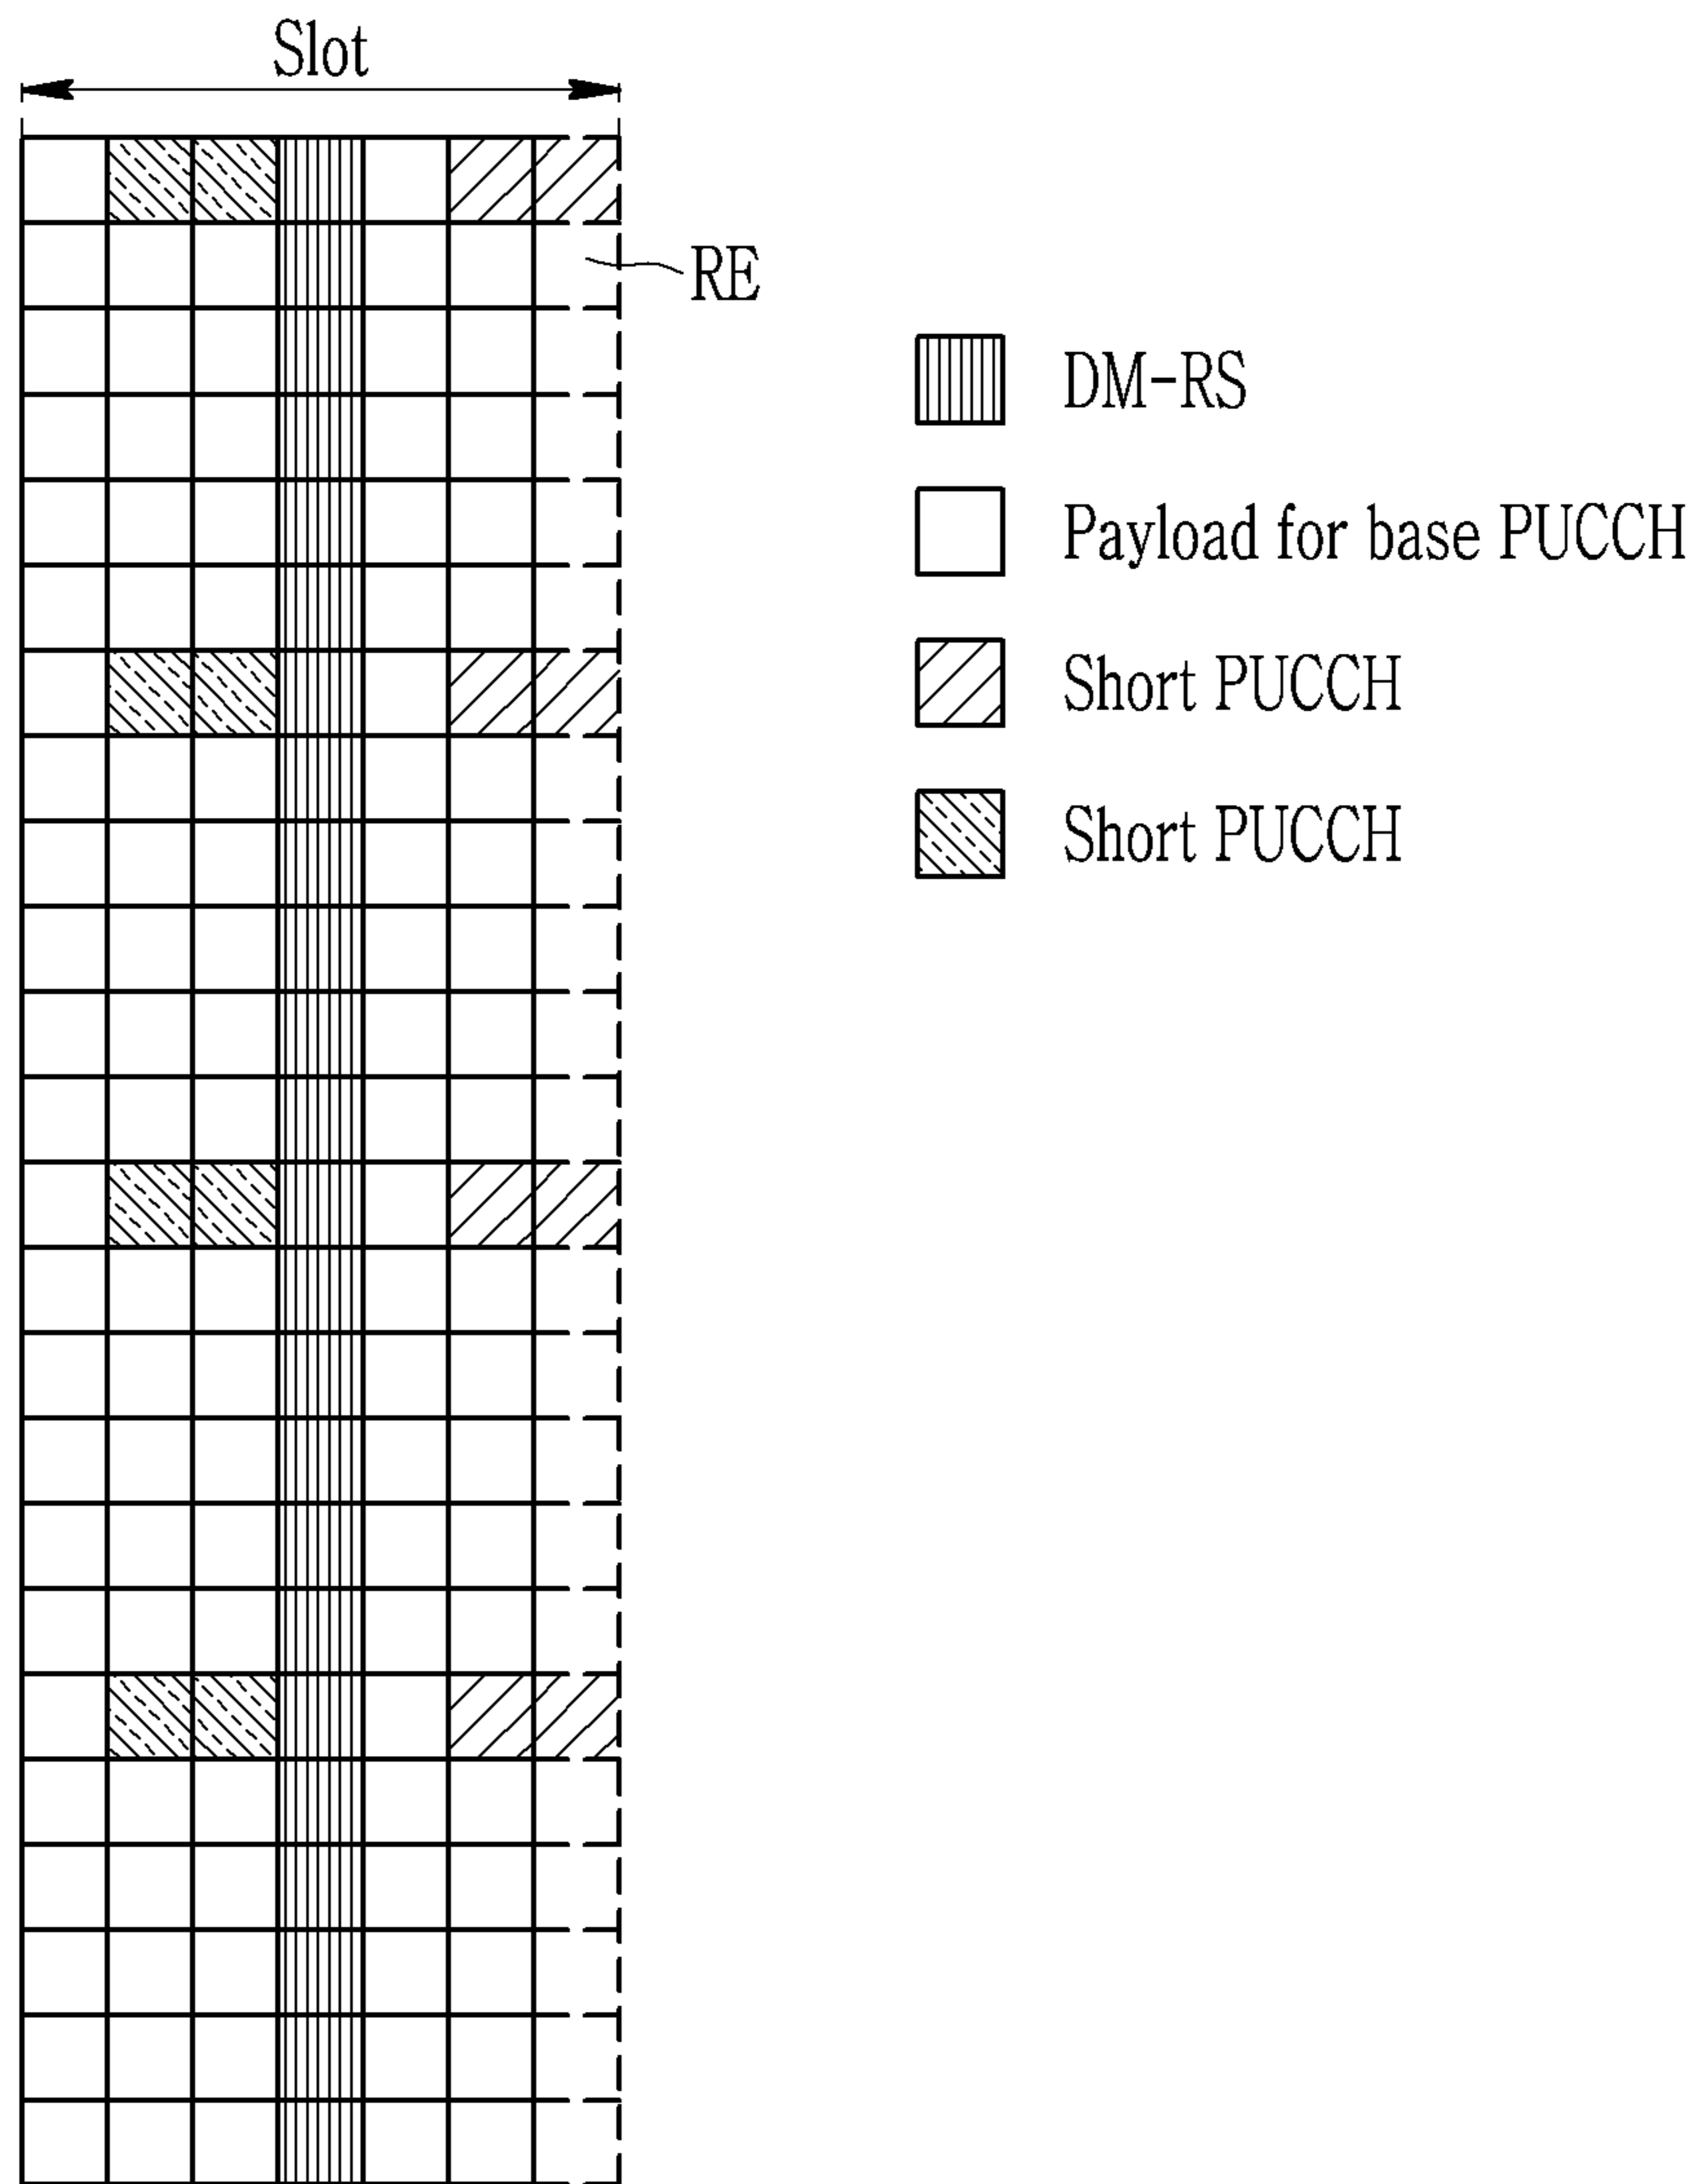 Slot
RE
DM-RS
Payload for base PUCCH
Short PUCCH
Short PUCCH